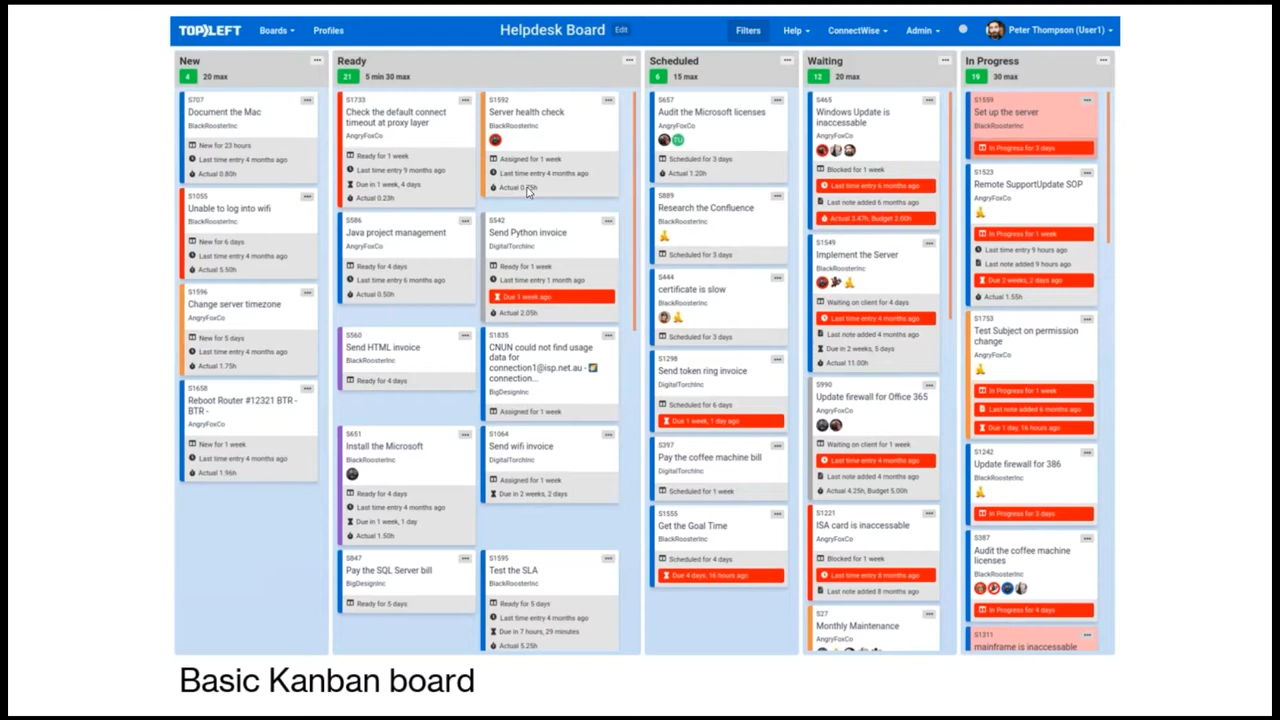 TOP LEFT
Boards
Profiles
Helpdesk Board
Edit
Filters
Help
ConnectWise
Admin
Peter Thompson (User1)
New
4 20 max
S707
Document the Mac
BlackRoosterInc
New for 23 hours
Last time entry 4 months ago
Actual 0.80h
S1055
Unable to log into wifi
BlackRoosterInc
New for 6 days
Last time entry 4 months ago
Actual 5.50h
S1596
Change server timezone
AngryFoxCo
New for 5 days
Last time entry 4 months ago
Actual 1.75h
S1658
Reboot Router #12321 BTR -
BTR -
AngryFoxCo
New for 1 week
Last time entry 4 months ago
Actual 1.96h
Ready
21 5 min 30 max
S1733
Check the default connect
timeout at proxy layer
AngryFoxCo
Ready for 1 week
Last time entry 9 months ago
Due in 1 week, 4 days
Actual 0.23h
S586
Java project management
AngryFoxCo
Ready for 4 days
Last time entry 6 months ago
Actual 0.50h
S560
Send HTML invoice
BlackRoosterInc
Ready for 4 days
S651
Install the Microsoft
BlackRoosterInc
Ready for 4 days
Last time entry 4 months ago
Due in 1 week, 1 day
Actual 1.50h
S847
Pay the SQL Server bill
BigDesignInc
Ready for 5 days
S1592
Server health check
BlackRoosterInc
Assigned for 1 week
Last time entry 4 months ago
Actual
S542
Send Python invoice
DigitalTorchInc
Ready for 1 week
Last time entry 1 month ago
Due 1 week ago
Actual 2.05h
S1835
CNUN could not find usage
data for
connection1@isp.net.au -
connection...
BigDesignInc
Assigned for 1 week
S1064
Send wifi invoice
DigitalTorchInc
Assigned for 1 week
Due in 2 weeks, 2 days
S1595
Test the SLA
BlackRoosterInc
Ready for 5 days
Last time entry 4 months ago
Due in 7 hours, 29 minutes
Actual 5.25h
Scheduled
6 15 max
S657
Audit the Microsoft licenses
AngryFoxCo
TU
Scheduled for 3 days
Actual 1.20h
S889
Research the Confluence
BlackRoosterInc
Scheduled for 3 days
S444
certificate is slow
BlackRoosterInc
Scheduled for 3 days
S1298
Send token ring invoice
DigitalTorchInc
Scheduled for 6 days
Due 1 week, 1 day ago
S397
Pay the coffee machine bill
DigitalTorchInc
Scheduled for 1 week
S1555
Get the Goal Time
BlackRoosterInc
Scheduled for 4 days
Due 4 days, 16 hours ago
Waiting
12 20 max
S465
Windows Update is
inaccessable
AngryFoxCo
Blocked for 1 week
Last time entry 6 months ago
Last note added 6 months ago
Actual 3.47h, Budget 2.00h
S1549
Implement the Server
BlackRoosterInc
Waiting on client for 4 days
Last time entry 4 months ago
Last note added 4 months ago
Due in 2 weeks, 5 days
Actual 11.00h
S990
Update firewall for Office 365
AngryFoxCo
Waiting on client for 1 week
Last time entry 4 months ago
Last note added 4 months ago
Actual 4.25h, Budget 5.00h
S1221
ISA card is inaccessable
AngryFoxCo
Blocked for 1 week
Last time entry 8 months ago
Last note added 8 months ago
S27
Monthly Maintenance
AngryFoxCo
In Progress
19 30 max
S1559
Set up the server
BlackRoosterInc
In Progress for 3 days
S1523
Remote SupportUpdate SOP
AngryFoxCo
In Progress for 1 week
Last time entry 9 hours ago
Last note added 9 hours ago
Due 2 weeks, 2 days ago
Actual 1.55h
S1753
Test Subject on permission
change
AngryFoxCo
In Progress for 1 week
Last note added 6 months ago
Due 1 day, 16 hours ago
S1242
Update firewall for 386
BlackRoosterInc
In Progress for 3 days
S387
Audit the coffee machine
licenses
BlackRoosterInc
In Progress for 4 days
S1311
mainframe is inaccessable
Basic Kanban board